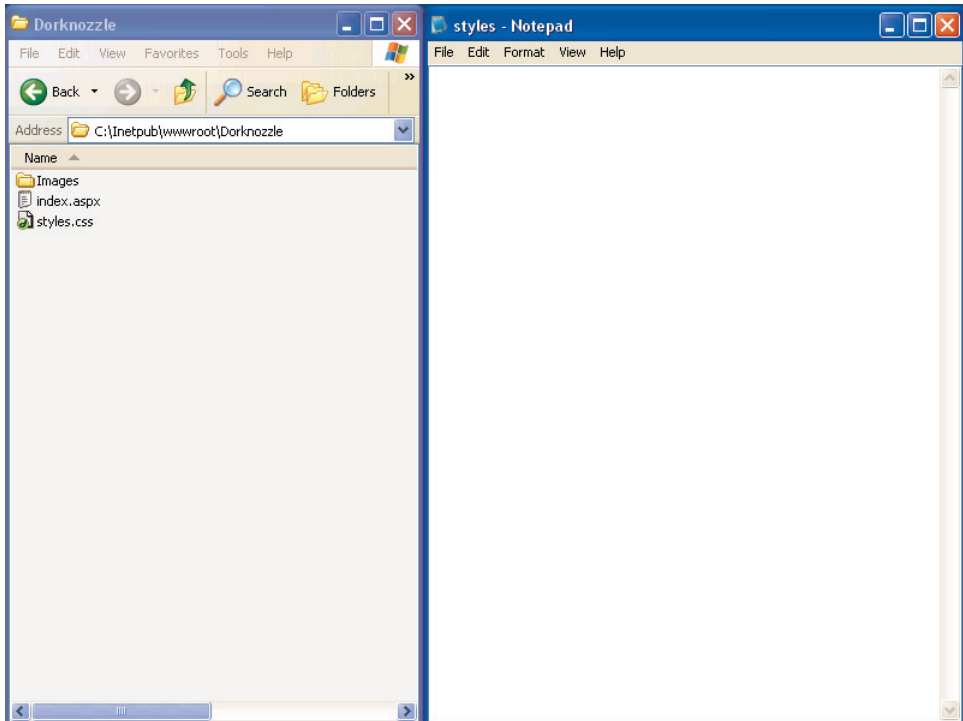 Dorknozzle
File Edit View Favorites Tools Help
Back Search Folders »
Address C:\Inetpub\wwwroot\Dorknozzle
Name
Images
index.aspx
styles.css
styles - Notepad
File Edit Format View Help